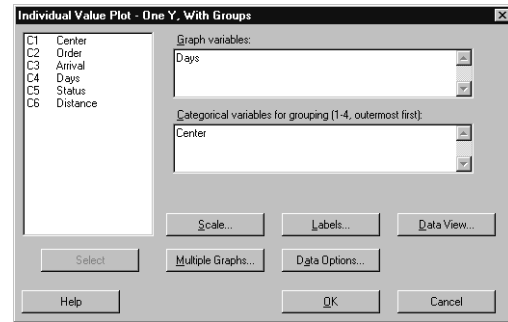 Individual Value Plot - One Y, With Groups
C1 Center
C2 Order
C3 Arrival
C4 Days
C5 Status
C6 Distance
Graph variables:
Days
Categorical variables for grouping (1-4, outermost first):
Center
Scale... Labels... Data View...
Select Multiple Graphs... Data Options...
Help OK Cancel